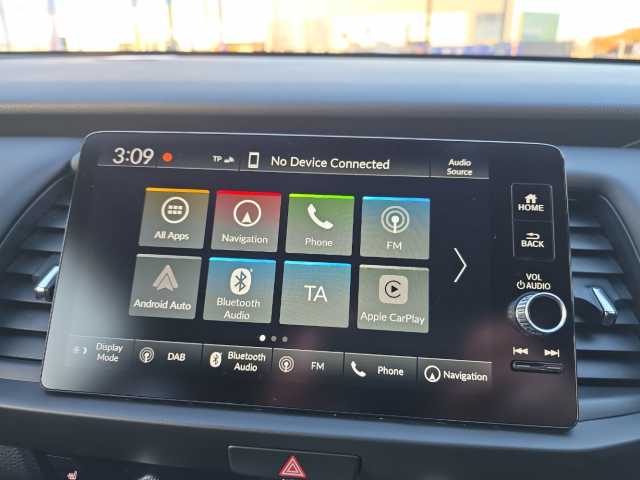 3:09
TP
No Device Connected
Audio
Source
All Apps
Navigation
Phone
FM
Android Auto
Bluetooth
Audio
TA
Apple CarPlay
Display
Mode
DAB
Bluetooth
Audio
FM
Phone
Navigation
HOME
BACK
VOL
AUDIO